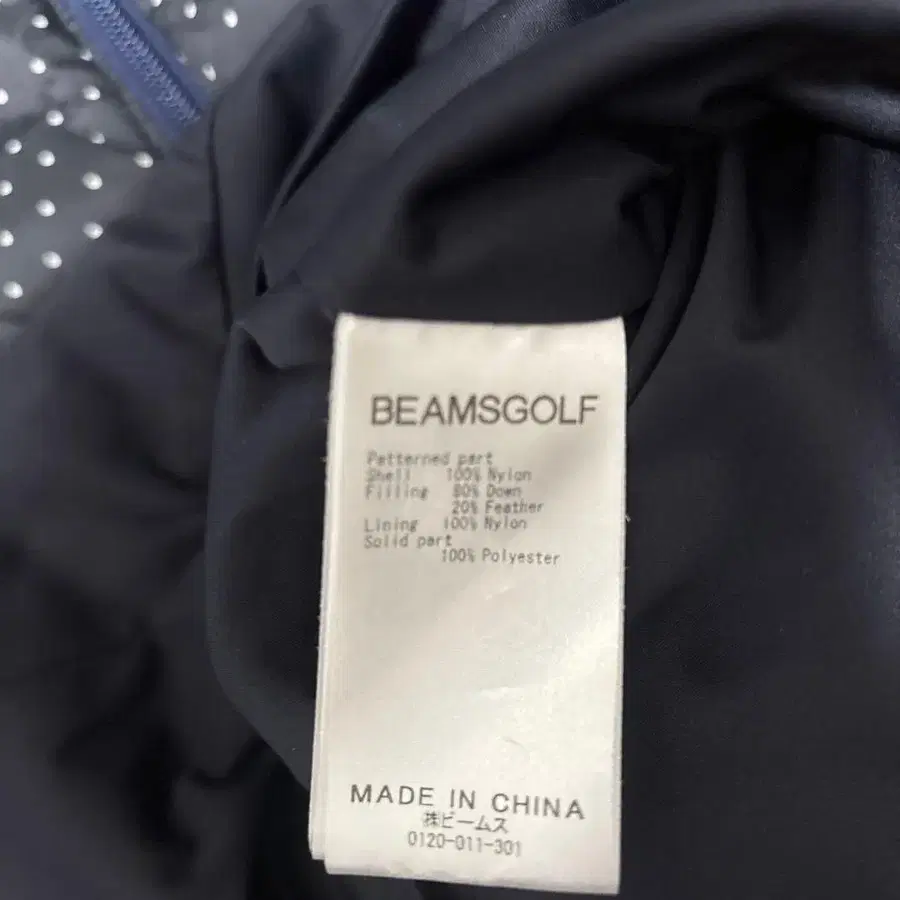 BEAMSGOLF
Patterned part
Shell 100% Nylon
Filling 80% Down
20% Feather
Lining 100% Nylon
Solid part
100% Polyester
MADE IN CHINA
㈱ビームス
0120-011-301